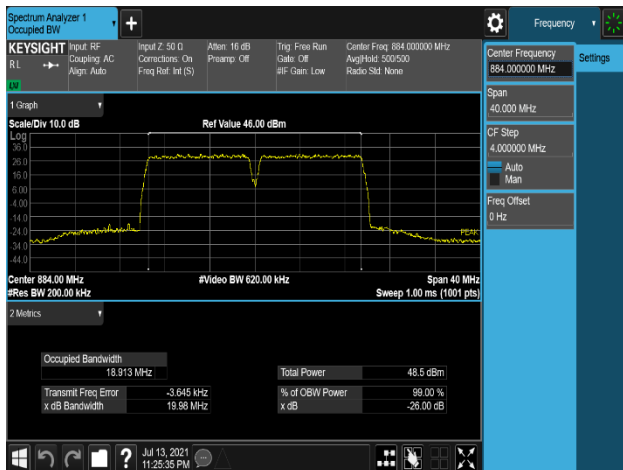 Spectrum Analyzer 1
Occupied BW
Frequency
KEYSIGHT
R L
Input: RF
Coupling: AC
Align: Auto
Input Z: 50 Ω
Corrections: On
Freq Ref: Int (S)
Atten: 16 dB
Preamp: Off
Trig: Free Run
Gate: Off
#IF Gain: Low
Center Freq: 884.000000 MHz
Avg|Hold: 500/500
Radio Std: None
Center Frequency
884.000000 MHz
Settings
Span
40.000 MHz
CF Step
4.000000 MHz
Auto
Man
Freq Offset
0 Hz
1 Graph
Scale/Div 10.0 dB
Ref Value 46.00 dBm
Log
36.0
26.0
16.0
6.00
-4.00
-14.0
-24.0
-34.0
-44.0
PEAK
Center 884.00 MHz
#Video BW 620.00 kHz
Span 40 MHz
#Res BW 200.00 kHz
Sweep 1.00 ms (1001 pts)
2 Metrics
Occupied Bandwidth
18.913 MHz
Total Power
48.5 dBm
Transmit Freq Error
-3.645 kHz
% of OBW Power
99.00 %
x dB Bandwidth
19.98 MHz
x dB
-26.00 dB
Jul 13, 2021
11:25:35 PM